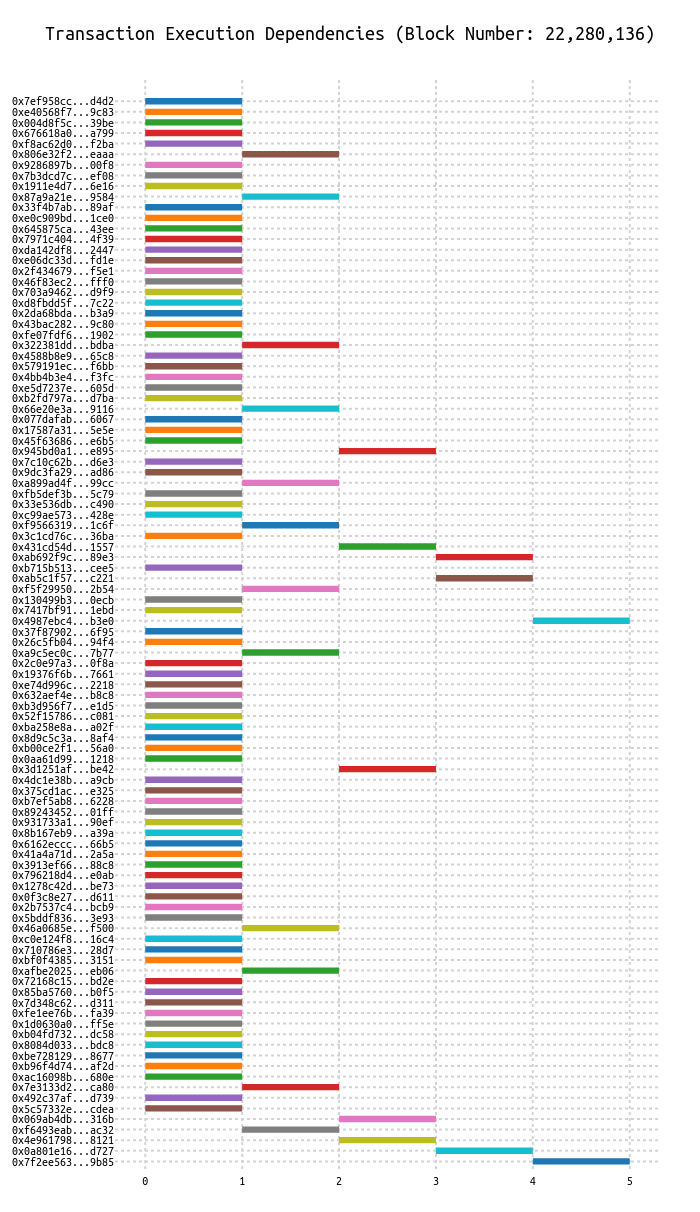 Transaction Execution Dependencies (Block Number: 22,280,136)
0x7ef958cc...d4d2
0xe40568f7...9c83
0x004d8f5c...39be
0x676618a0...a799
0xf8ac62d0...f2ba
0x806e32f2...eaaa
0x9286897b...00f8
0x7b3dcd7c...ef08
0x1911e4d7...6e16
0x87a9a21e...9584
0x33f4b7ab...89af
0xe0c909bd...1ce0
0x645875ca...43ee
0x7971c404...4f39
0xda142df8...2447
0xe06dc33d...fd1e
0x2f434679...f5e1
0x46f83ec2...fff0
0x703a9462...d9f9
0xd8fbdd5f...7c22
0x2da68bda...b3a9
0x43bac282...9c80
0xfe07fdf6...1902
0x322381dd...bdba
0x4588b8e9...65c8
0x579191ec...f6bb
0x4bb4b3e4...f3fc
0xe5d7237e...605d
0xb2fd797a...d7ba
0x66e20e3a...9116
0x077dafab...6067
0x17587a31...5e5e
0x45f63686...e6b5
0x945bd0a1...e895
0x7c10c62b...d6e3
0x9dc3fa29...ad86
0xa899ad4f...99cc
0xfb5def3b...5c79
0x33e536db...c490
0xc99ae573...428e
0xf9566319...1c6f
0x3c1cd76c...36ba
0x431cd54d...1557
0xab692f9c...89e3
0xb715b513...cee5
0xab5c1f57...c221
0xf5f29950...2b54
0x130499b3...0ecb
0x7417bf91...1ebd
0x4987ebc4...b3e0
0x37f87902...6f95
0x26c5fb04...94f4
0xa9c5ec0c...7b77
0x2c0e97a3...0f8a
0x19376f6b...7661
0xe74d996c...2218
0x632aef4e...b8c8
0xb3d956f7...e1d5
0x52f15786...c081
0xba258e8a...a02f
0x8d9c5c3a...8af4
0xb00ce2f1...56a0
0x0aa61d99...1218
0x3d1251af...be42
0x4dc1e38b...a9cb
0x375cd1ac...e325
0xb7ef5ab8...6228
0x89243452...01ff
0x931733a1...90ef
0x8b167eb9...a39a
0x6162eccc...66b5
0x41a4a71d...2a5a
0x3913ef66...88c8
0x796218d4...e0ab
0x1278c42d...be73
0x0f3c8e27...d611
0x2b7537c4...bcb9
0x5bddf836...3e93
0x46a0685e...f500
0xc0e124f8...16c4
0x710786e3...28d7
0xbf0f4385...3151
0xafbe2025...eb06
0x72168c15...bd2e
0x85ba5760...b0f5
0x7d348c62...d311
0xfe1ee76b...fa39
0x1d0630a0...ff5e
0xb04fd732...dc58
0x8084d033...bdc8
0xbe728129...8677
0xb96f4d74...af2d
0xac16098b...680e
0x7e3133d2...ca80
0x492c37af...d739
0x5c57332e...cdea
0x069ab4db...316b
0xf6493eab...ac32
0x4e961798...8121
0x0a801e16...d727
0x7f2ee563...9b85
0 1 2 3 4 5